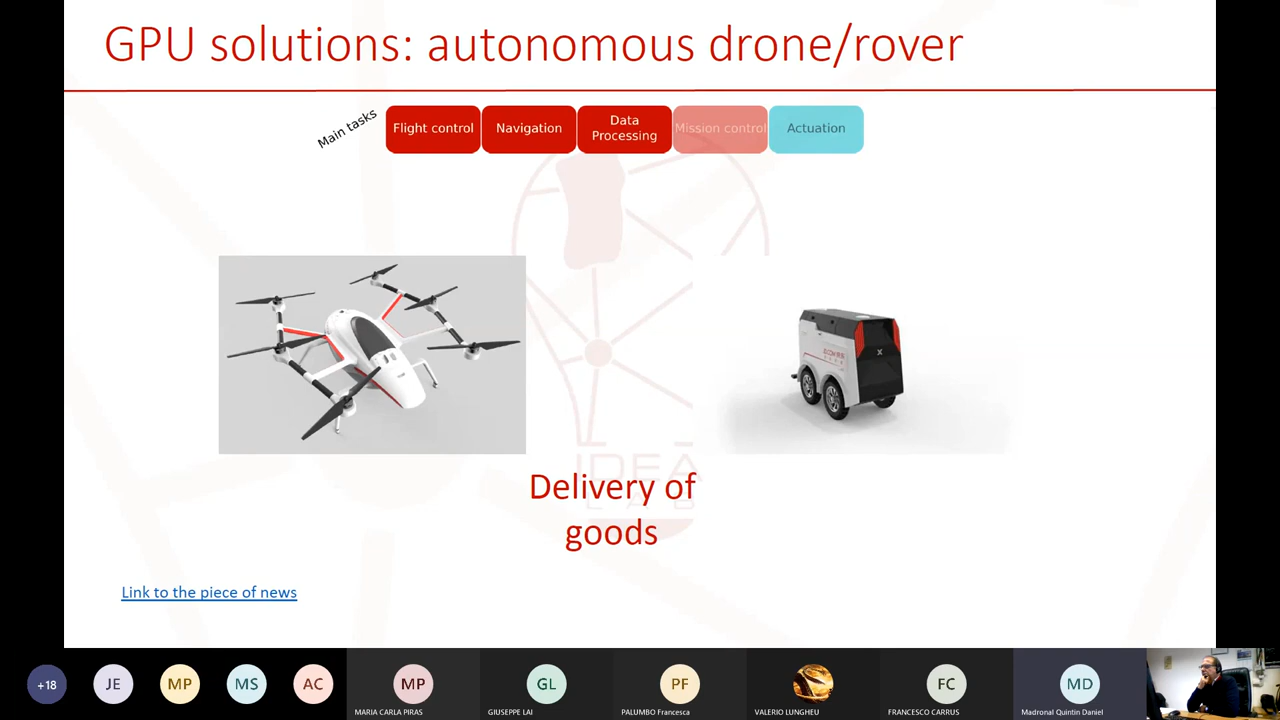 GPU solutions: autonomous drone/rover
Main tasks
Flight control
Navigation
Data
Processing
Mission control
Actuation
X
IDEA
LAB
Delivery of
goods
Link to the piece of news
+18
JE
MP
MS
AC
MP
GL
PF
FC
MD
MARIA CARLA PIRAS
GIUSEPPE LAI
PALUMBO Francesca
VALERIO LUNGHEU
FRANCESCO CARRUS
Madronal Quintin Daniel